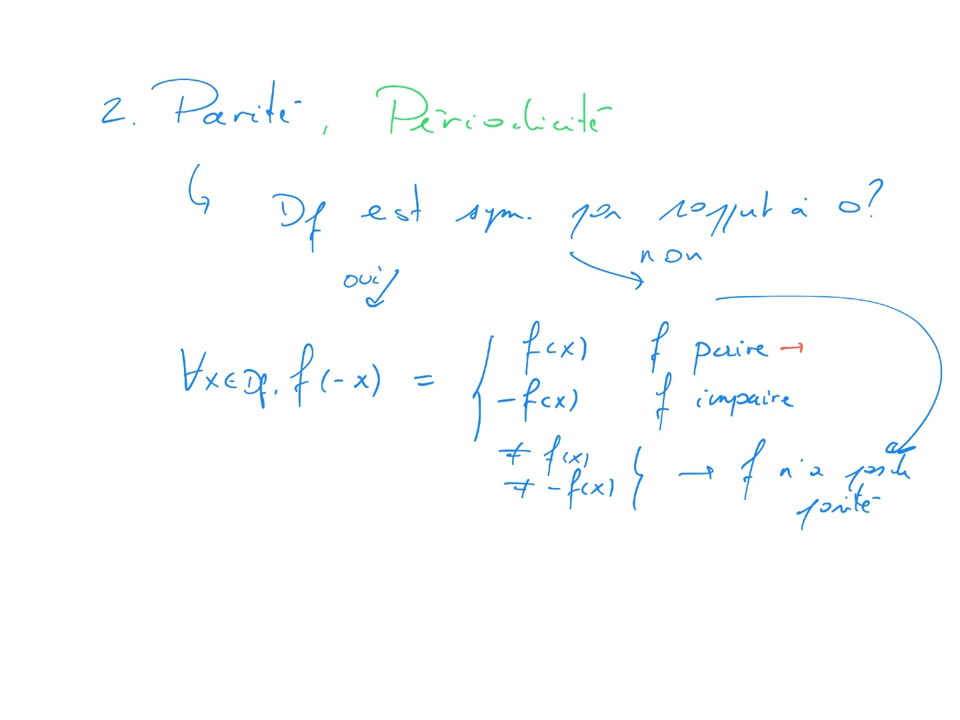 2. Parité, Périodicité
↳ Df est sym. par rapport à 0?
oui non
∀x∈Df, f(-x) = { f(x) f paire →
-f(x) f impaire
≠ f(x)
≠ -f(x) } → f n'a pas de
parité